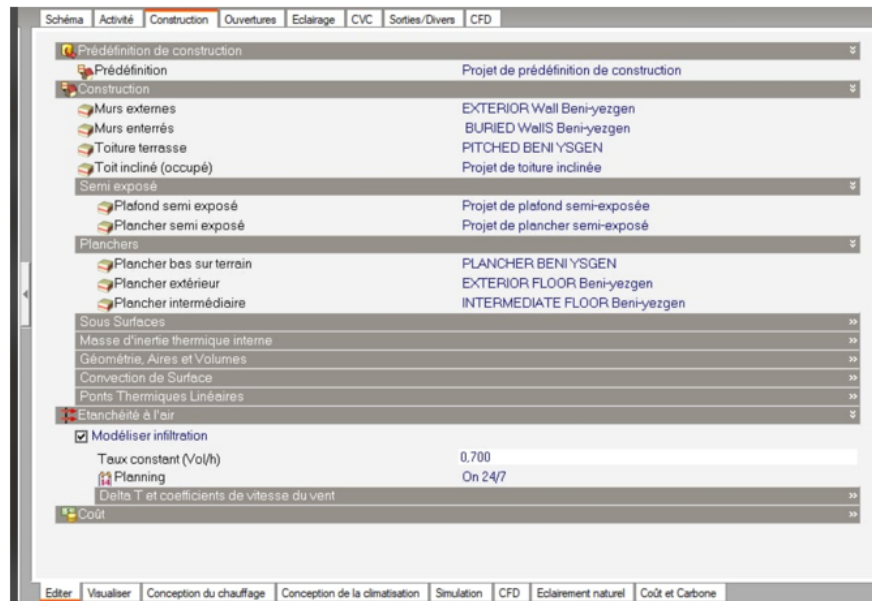 Schéma Activité Construction Ouvertures Eclairage CVC Sorties/Divers CFD
Prédéfinition de construction
Prédéfinition Projet de prédéfinition de construction
Construction
Murs externes EXTERIOR Wall Beni-yezgen
Murs enterrés BURIED WallS Beni-yezgen
Toiture terrasse PITCHED BENI YSGEN
Toit incliné (occupé) Projet de toiture inclinée
Semi exposé
Plafond semi exposé Projet de plafond semi-exposée
Plancher semi exposé Projet de plancher semi-exposé
Planchers
Plancher bas sur terrain PLANCHER BENI YSGEN
Plancher extérieur EXTERIOR FLOOR Beni-yezgen
Plancher intermédiaire INTERMEDIATE FLOOR Beni-yezgen
Sous Surfaces
Masse d'inertie thermique interne
Géométrie, Aires et Volumes
Convection de Surface
Ponts Thermiques Linéaires
Etanchéité à l'air
Modéliser infiltration
Taux constant (Vol/h) 0,700
Planning On 24/7
Delta T et coefficients de vitesse du vent
Coût
Editer Visualiser Conception du chauffage Conception de la climatisation Simulation CFD Eclairement naturel Coût et Carbone